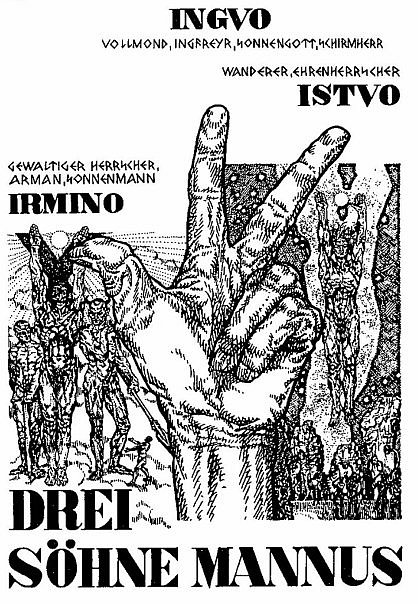 INGVO
VOLLMOND, INGFREYR, SONNENGOTT, SCHIRMHERR
WANDERER, EHRENHERRSCHER
ISTVO
GEWALTIGER HERRSCHER,
ARMAN, SONNENMANN
IRMINO
DREI
SÖHNE MANNUS